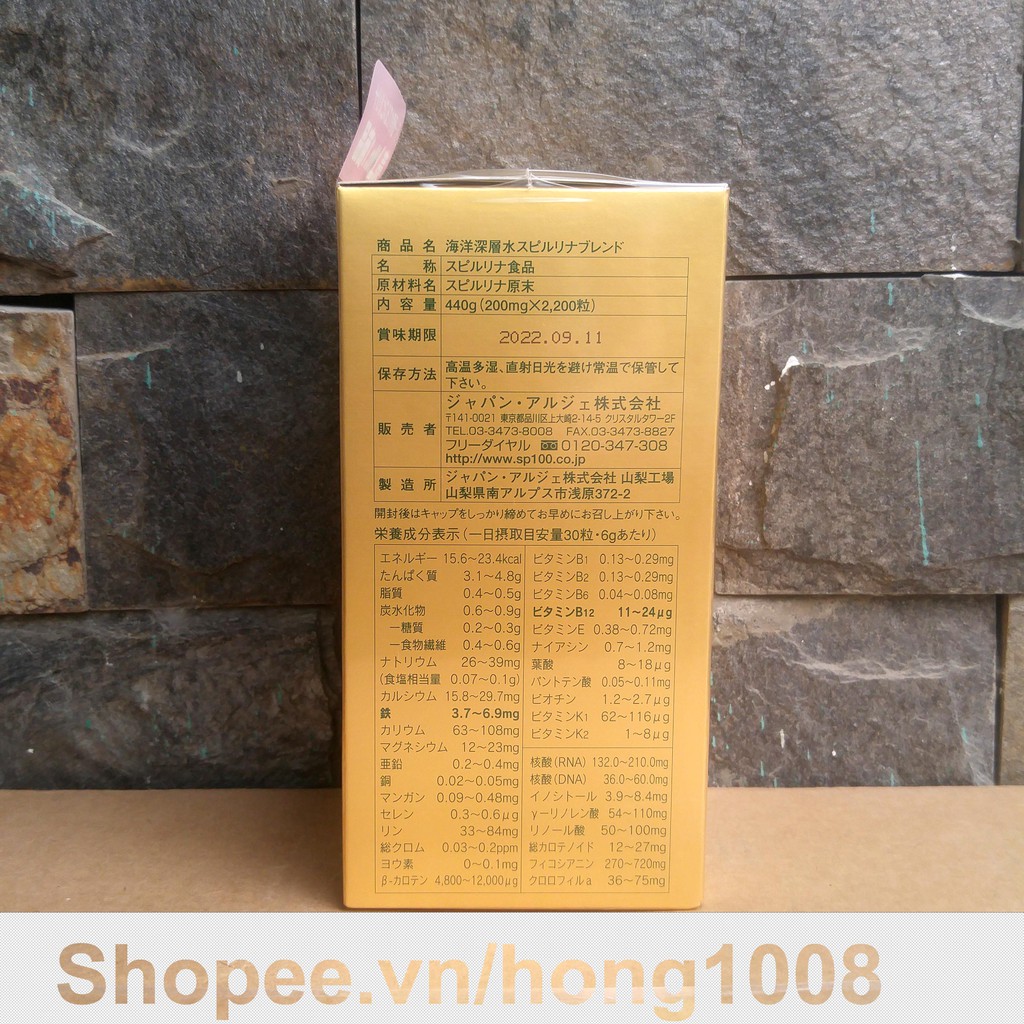 商品名 海洋深層水スピルリナブレンド
名称 スピルリナ食品
原材料名 スピルリナ原末
内容量 440g(200mg×2,200粒)
賞味期限 2022.09.11
保存方法 高温多湿、直射日光を避け常温で保管して
下さい。
販売者 ジャパン・アルジェ株式会社
〒141-0021 東京都品川区上大崎2-14-5 クリスタルタワー2F
TEL.03-3473-8008 FAX.03-3473-8827
フリーダイヤル 0120-347-308
http://www.sp100.co.jp
製造所 ジャパン・アルジェ株式会社 山梨工場
山梨県南アルプス市浅原372-2
開封後はキャップをしっかり締めてお早めにお召し上がり下さい。
栄養成分表示(一日摂取目安量30粒・6gあたり)
エネルギー 15.6~23.4kcal
たんぱく質 3.1~4.8g
脂質 0.4~0.5g
炭水化物 0.6~0.9g
―糖質 0.2~0.3g
―食物繊維 0.4~0.6g
ナトリウム 26~39mg
(食塩相当量 0.07~0.1g)
カルシウム 15.8~29.7mg
鉄 3.7~6.9mg
カリウム 63~108mg
マグネシウム 12~23mg
亜鉛 0.2~0.4mg
銅 0.02~0.05mg
マンガン 0.09~0.48mg
セレン 0.3~0.6μg
リン 33~84mg
総クロム 0.03~0.2ppm
ヨウ素 0~0.1mg
β-カロテン 4,800~12,000μg
ビタミンB1 0.13~0.29mg
ビタミンB2 0.13~0.29mg
ビタミンB6 0.04~0.08mg
ビタミンB12 11~24μg
ビタミンE 0.38~0.72mg
ナイアシン 0.7~1.2mg
葉酸 8~18μg
パントテン酸 0.05~0.11mg
ビオチン 1.2~2.7μg
ビタミンK1 62~116μg
ビタミンK2 1~8μg
核酸(RNA) 132.0~210.0mg
核酸(DNA) 36.0~60.0mg
イノシトール 3.9~8.4mg
γーリノレン酸 54~110mg
リノール酸 50~100mg
総カロテノイド 12~27mg
フィコシアニン 270~720mg
クロロフィルa 36~75mg
Shopee.vn/hong1008